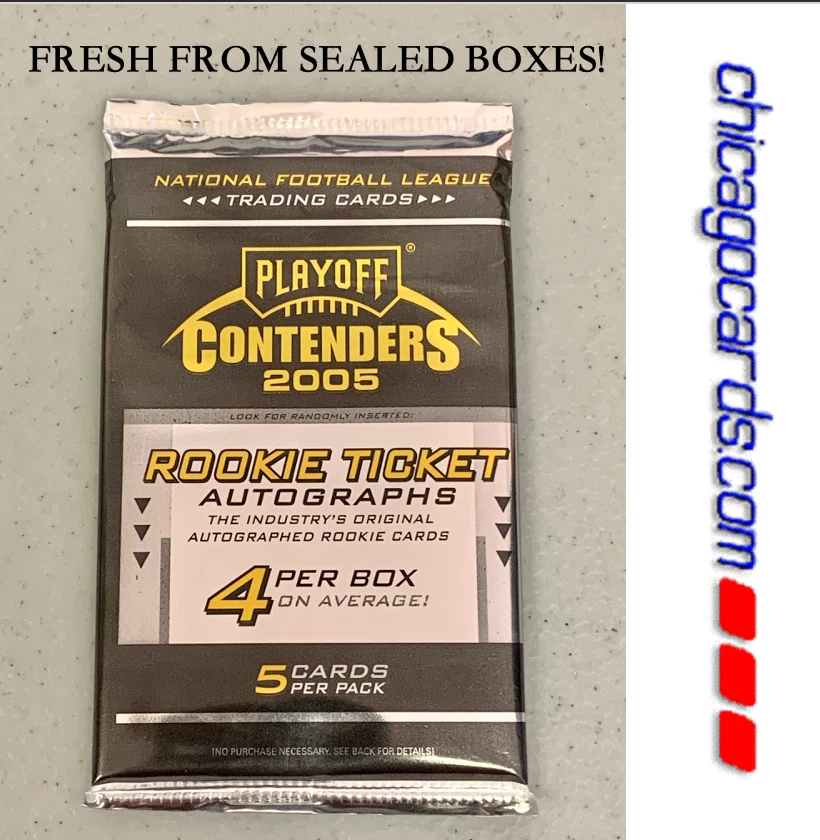 FRESH FROM SEALED BOXES!
NATIONAL FOOTBALL LEAGUE
TRADING CARDS
PLAYOFF®
CONTENDERS
2005
LOOK FOR RANDOMLY INSERTED:
ROOKIE TICKET
AUTOGRAPHS
THE INDUSTRY'S ORIGINAL
AUTOGRAPHED ROOKIE CARDS
4 PER BOX
ON AVERAGE!
5 CARDS
PER PACK
(NO PURCHASE NECESSARY. SEE BACK FOR DETAILS)
chicagocards.com